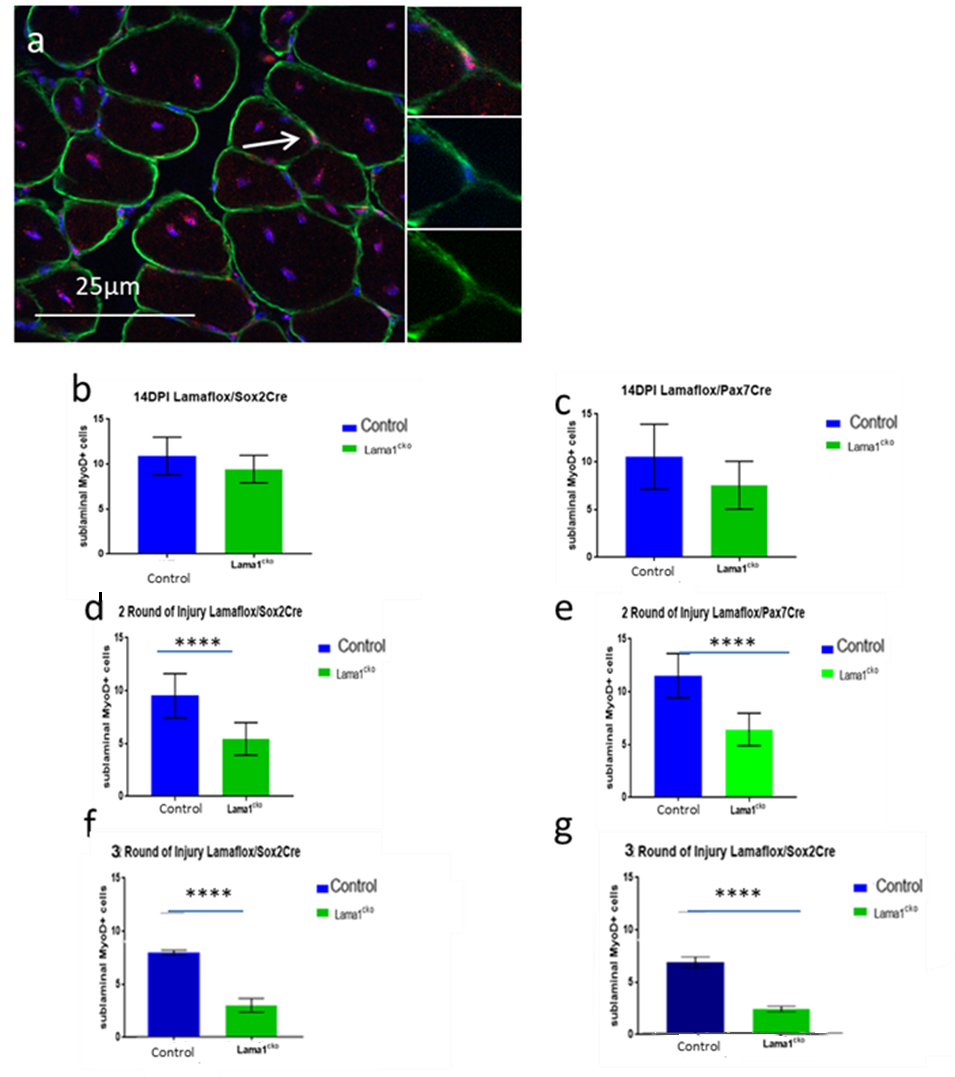 a
25µm
b
14DPI Lamaflox/Sox2Cre
sublaminal MyoD+ cells
15
10
5
0
Control
Lama1cko
Control
Lama1cko
c
14DPI Lamaflox/Pax7Cre
sublaminal MyoD+ cells
15
10
5
0
Control
Lama1cko
Control
Lama1cko
d
2 Round of Injury Lamaflox/Sox2Cre
sublaminal MyoD+ cells
15
10
5
0
****
Control
Lama1cko
Control
Lama1cko
e
2 Round of Injury Lamaflox/Pax7Cre
sublaminal MyoD+ cells
15
10
5
0
****
Control
Lama1cko
Control
Lama1cko
f
3 Round of Injury Lamaflox/Sox2Cre
sublaminal MyoD+ cells
15
10
5
0
****
Control
Lama1cko
Control
Lama1cko
g
3 Round of Injury Lamaflox/Sox2Cre
sublaminal MyoD+ cells
15
10
5
0
****
Control
Lama1cko
Control
Lama1cko